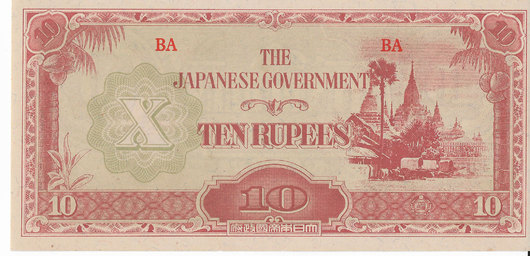 10 10
BA BA
THE
JAPANESE GOVERNMENT
X
TEN RUPEES
10 10 10
府政國帝本日大